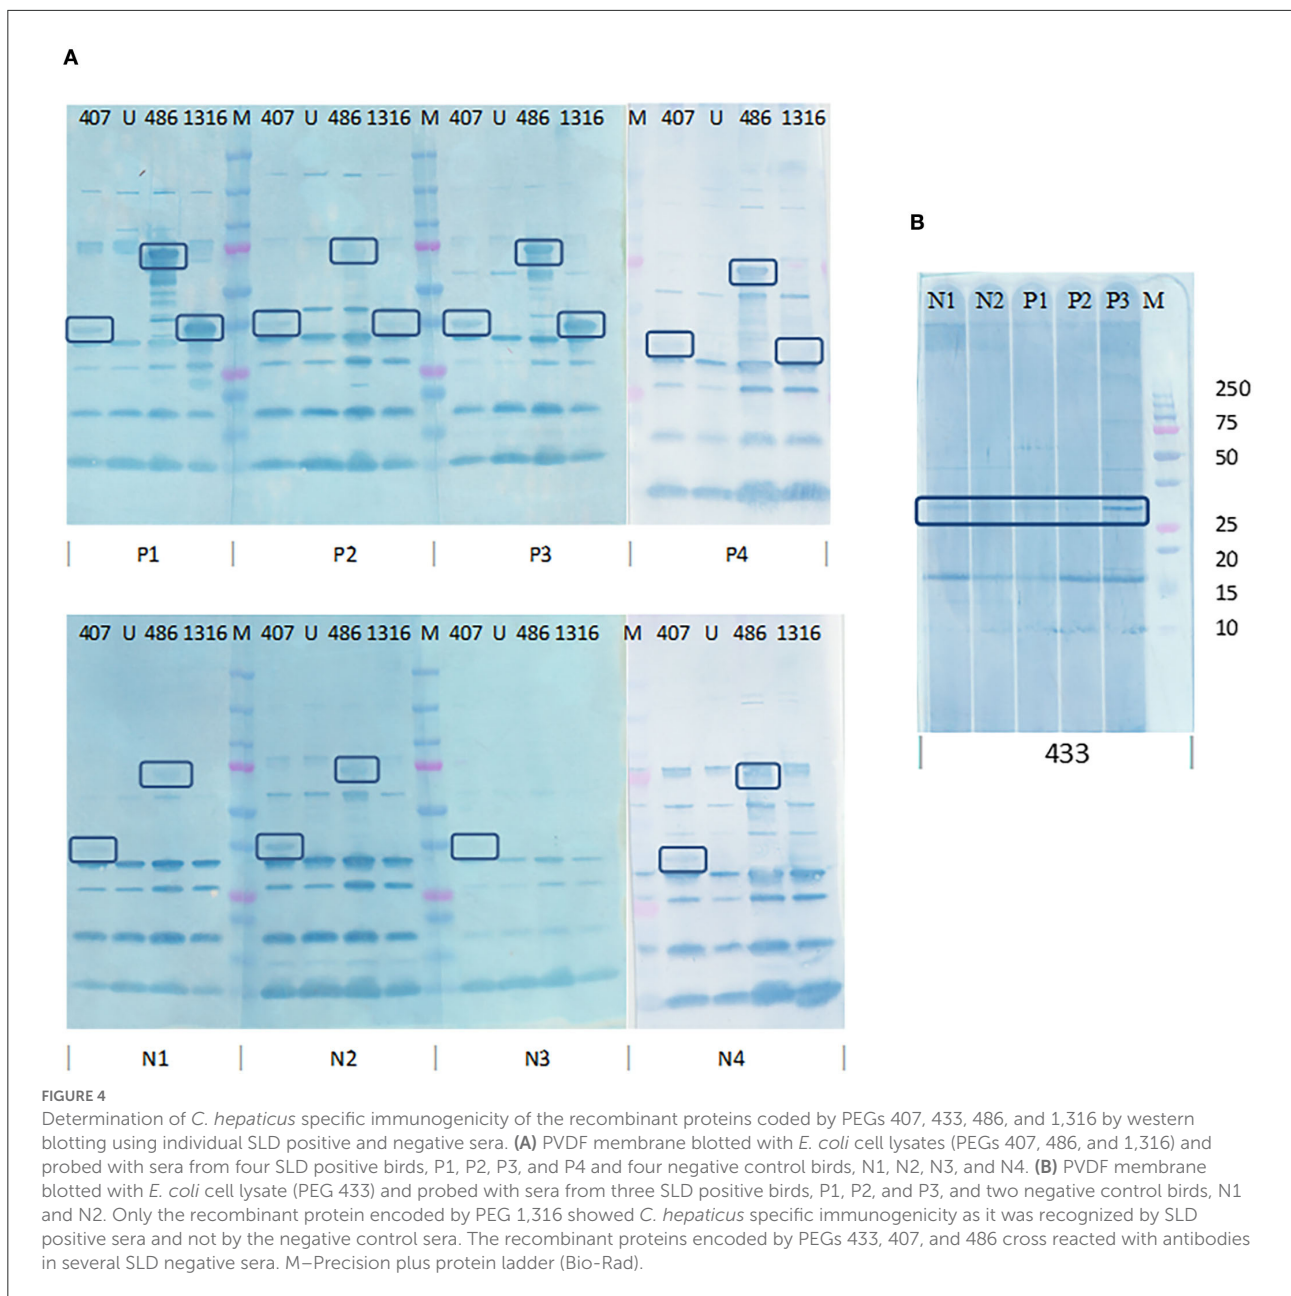 A
407 U 486 1316 M 407 U 486 1316 M 407 U 486 1316 M 407 U 486 1316
P1 P2 P3 P4
407 U 486 1316 M 407 U 486 1316 M 407 U 486 1316 M 407 U 486 1316
N1 N2 N3 N4
B
N1 N2 P1 P2 P3 M
250
75
50
25
20
15
10
433
FIGURE 4
Determination of C. hepaticus specific immunogenicity of the recombinant proteins coded by PEGs 407, 433, 486, and 1,316 by western
blotting using individual SLD positive and negative sera. (A) PVDF membrane blotted with E. coli cell lysates (PEGs 407, 486, and 1,316) and
probed with sera from four SLD positive birds, P1, P2, P3, and P4 and four negative control birds, N1, N2, N3, and N4. (B) PVDF membrane
blotted with E. coli cell lysate (PEG 433) and probed with sera from three SLD positive birds, P1, P2, and P3, and two negative control birds, N1
and N2. Only the recombinant protein encoded by PEG 1,316 showed C. hepaticus specific immunogenicity as it was recognized by SLD
positive sera and not by the negative control sera. The recombinant proteins encoded by PEGs 433, 407, and 486 cross reacted with antibodies
in several SLD negative sera. M–Precision plus protein ladder (Bio-Rad).